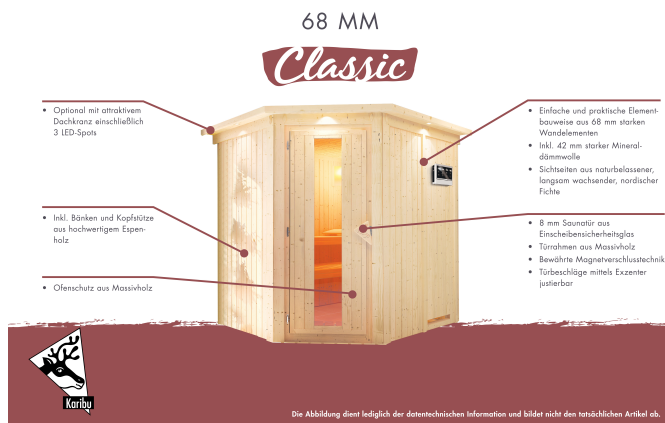 68 MM
Classic
• Optional mit attraktivem
Dachkranz einschließlich
3 LED-Spots
• Inkl. Bänken und Kopfstütze
aus hochwertigem Espen-
holz
• Ofenschutz aus Massivholz
• Einfache und praktische Element-
bauweise aus 68 mm starken
Wandelementen
• Inkl. 42 mm starker Mineral-
dämmwolle
• Sichtseiten aus naturbelassener,
langsam wachsender, nordischer
Fichte
• 8 mm Saunatür aus
Einscheibensicherheitsglas
• Türrahmen aus Massivholz
• Bewährte Magnetverschlusstechnik
• Türbeschläge mittels Exzenter
justierbar
Karibu
Die Abbildung dient lediglich der datentechnischen Information und bildet nicht den tatsächlichen Artikel ab.